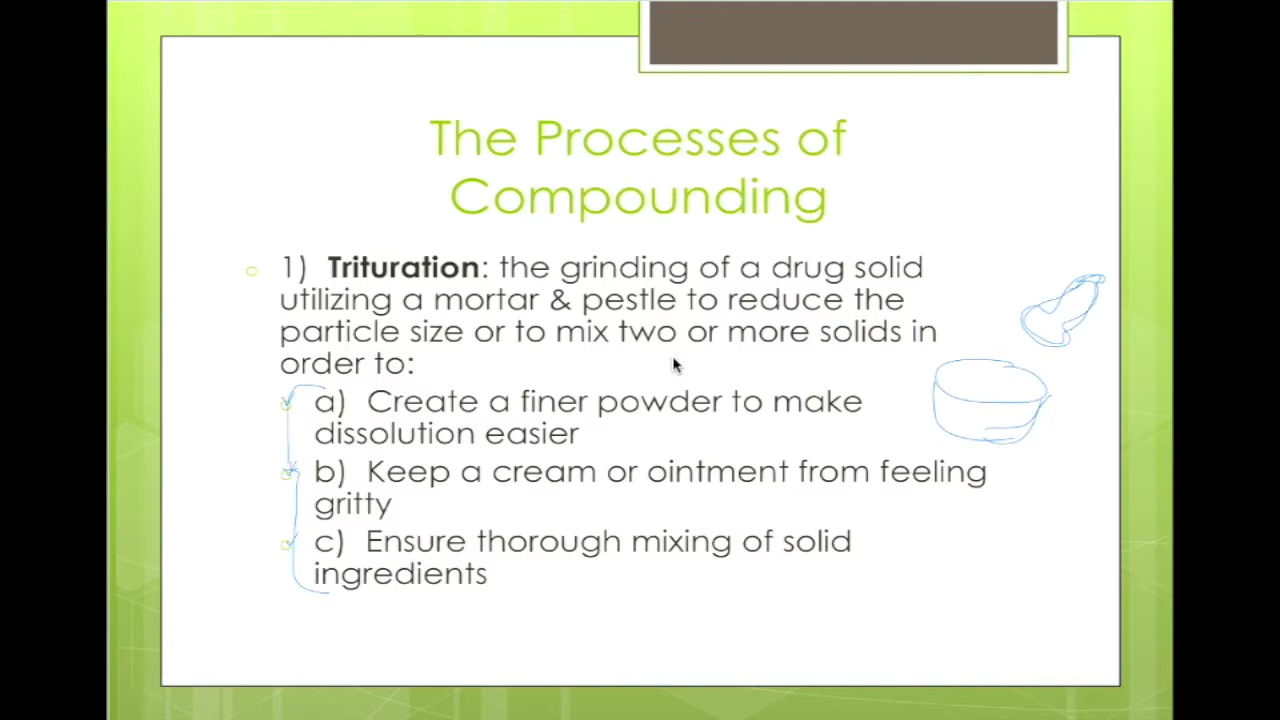 The Processes of
Compounding
1) Trituration: the grinding of a drug solid
utilizing a mortar & pestle to reduce the
particle size or to mix two or more solids in
order to:
a) Create a finer powder to make
dissolution easier
b) Keep a cream or ointment from feeling
gritty
c) Ensure thorough mixing of solid
ingredients